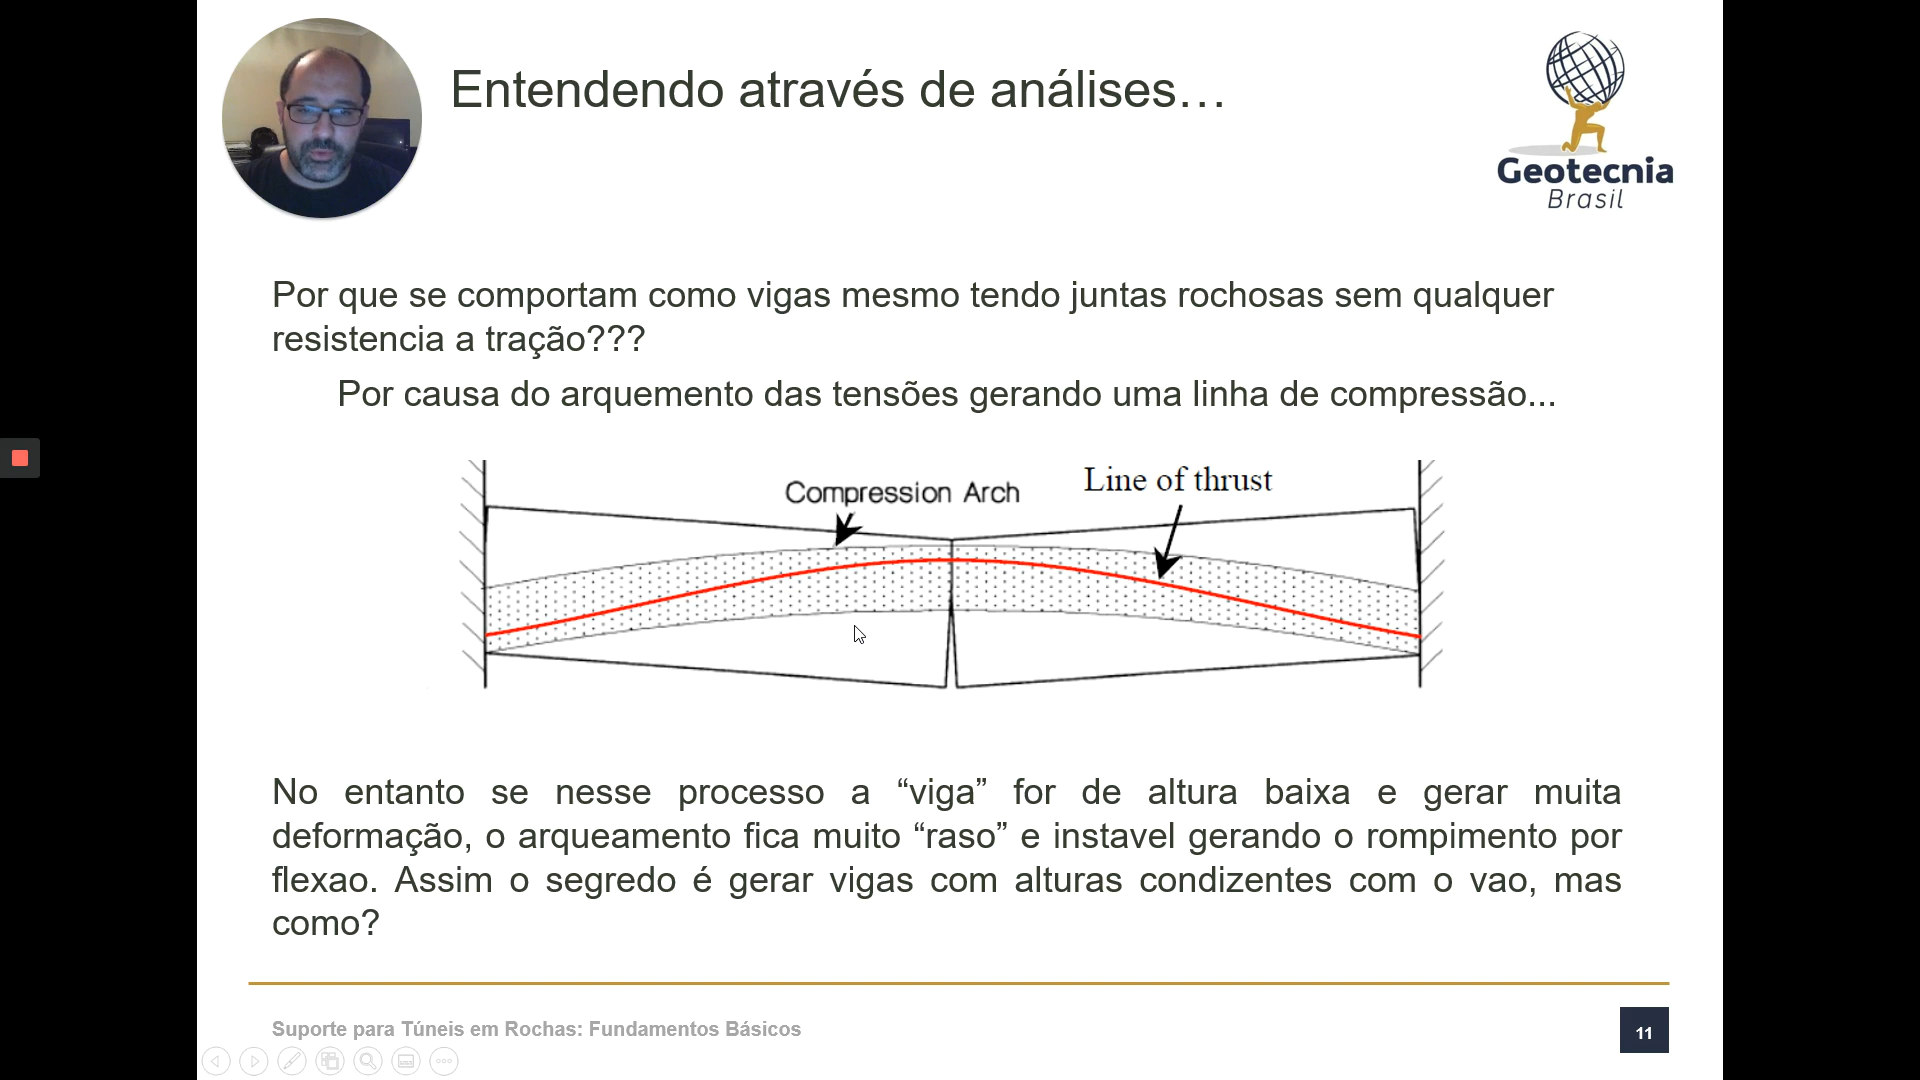 Entendendo através de análises…
Geotecnia
Brasil
Por que se comportam como vigas mesmo tendo juntas rochosas sem qualquer
resistencia a tração???
Por causa do arquemento das tensões gerando uma linha de compressão...
Compression Arch
Line of thrust
No entanto se nesse processo a “viga” for de altura baixa e gerar muita
deformação, o arqueamento fica muito “raso” e instavel gerando o rompimento por
flexao. Assim o segredo é gerar vigas com alturas condizentes com o vao, mas
como?
Suporte para Túneis em Rochas: Fundamentos Básicos
11